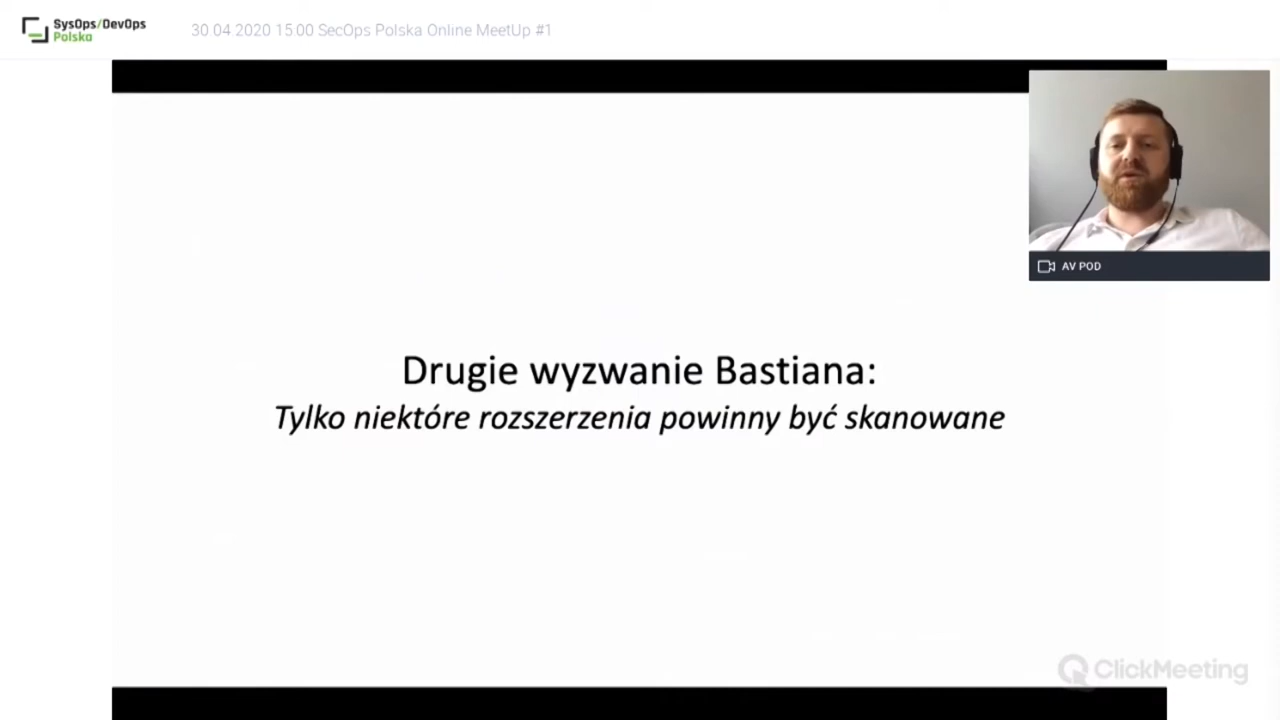 SysOps/DevOps
Polska
30 04 2020 15:00 SecOps Polska Online MeetUp #1
AV POD
Drugie wyzwanie Bastiana:
Tylko niektóre rozszerzenia powinny być skanowane
ClickMeeting